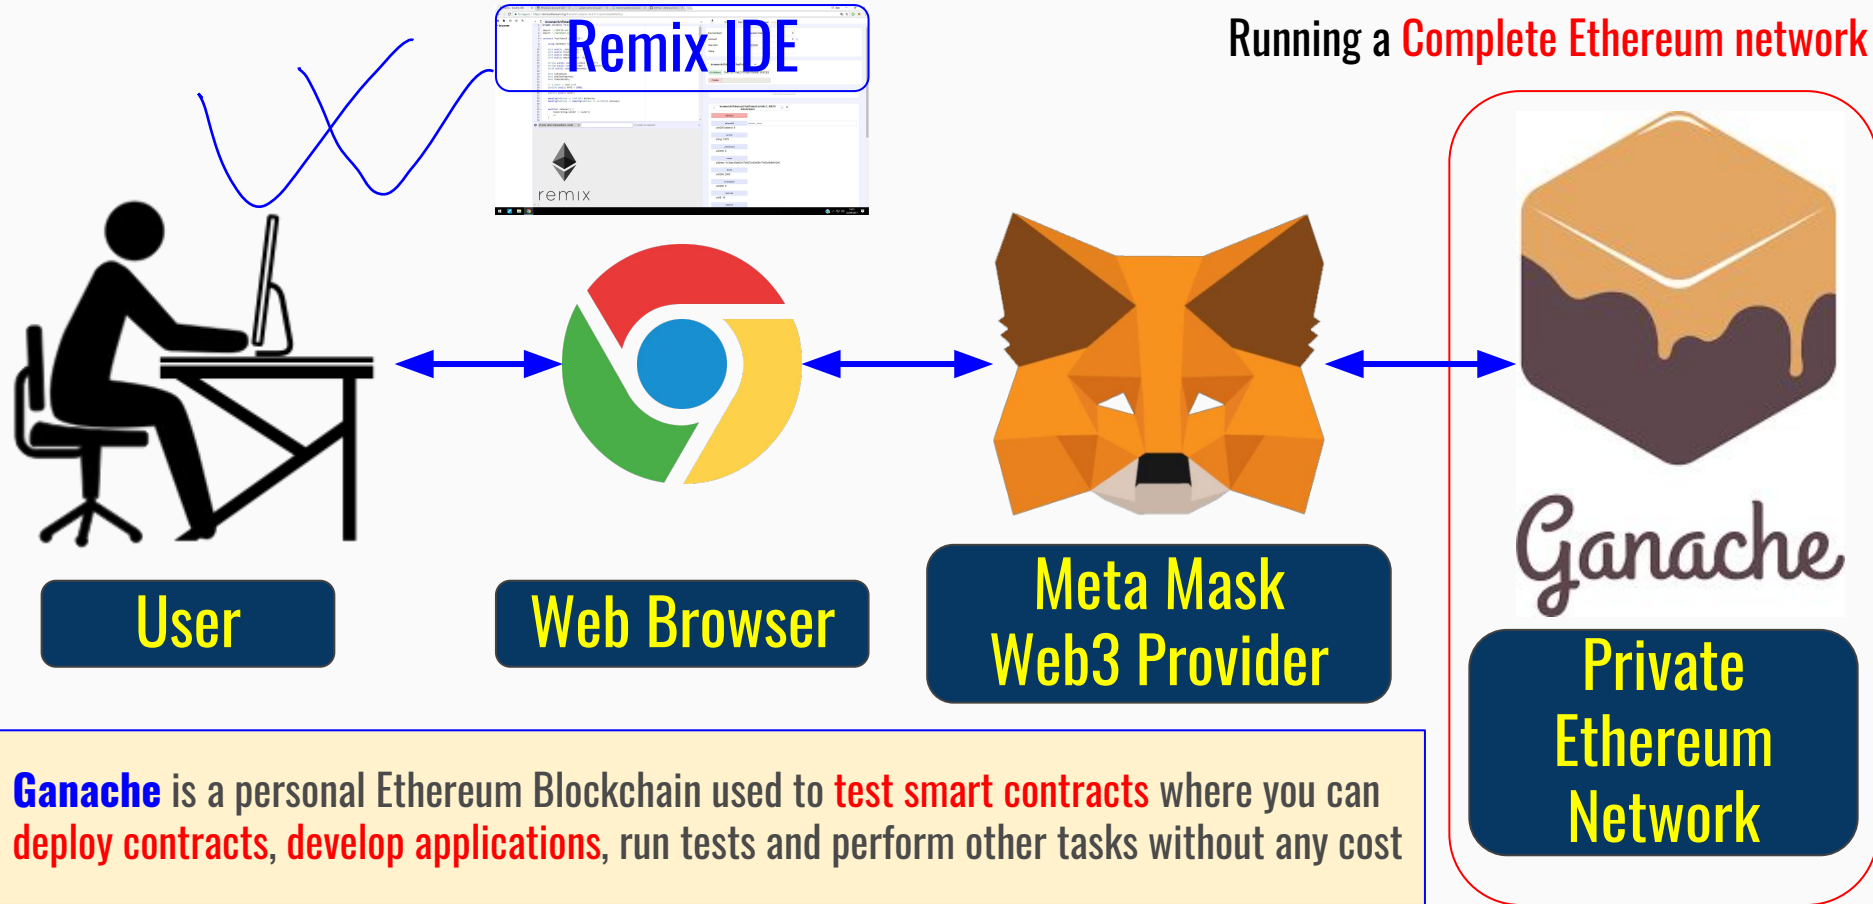 Remix IDE
Running a Complete Ethereum network
remix
Ganache
User
Web Browser
Meta Mask
Web3 Provider
Private
Ethereum
Network
Ganache is a personal Ethereum Blockchain used to test smart contracts where you can
deploy contracts, develop applications, run tests and perform other tasks without any cost